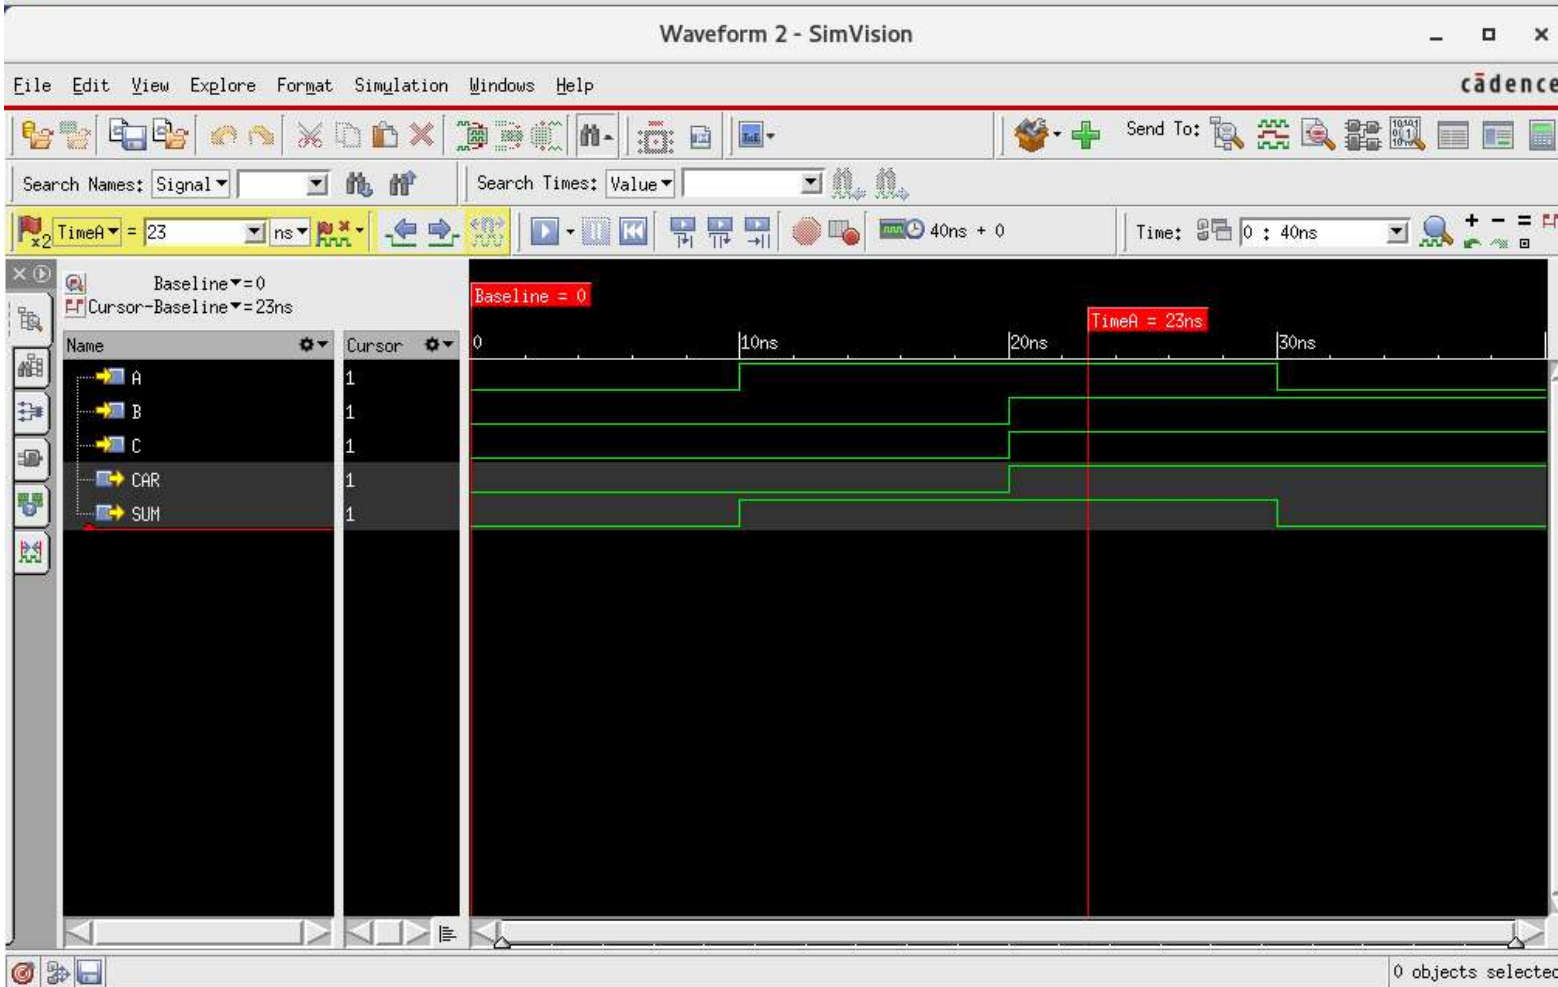 Waveform 2 - SimVision
File Edit View Explore Format Simulation Windows Help cādence
Send To:
Search Names: Signal Search Times: Value
x2 TimeA = 23 ns 40ns + 0 Time: 0 : 40ns
Baseline=0
Cursor-Baseline=23ns
Baseline = 0
TimeA = 23ns
Name Cursor 0 10ns 20ns 30ns
A 1
B 1
C 1
CAR 1
SUM 1
0 objects selected